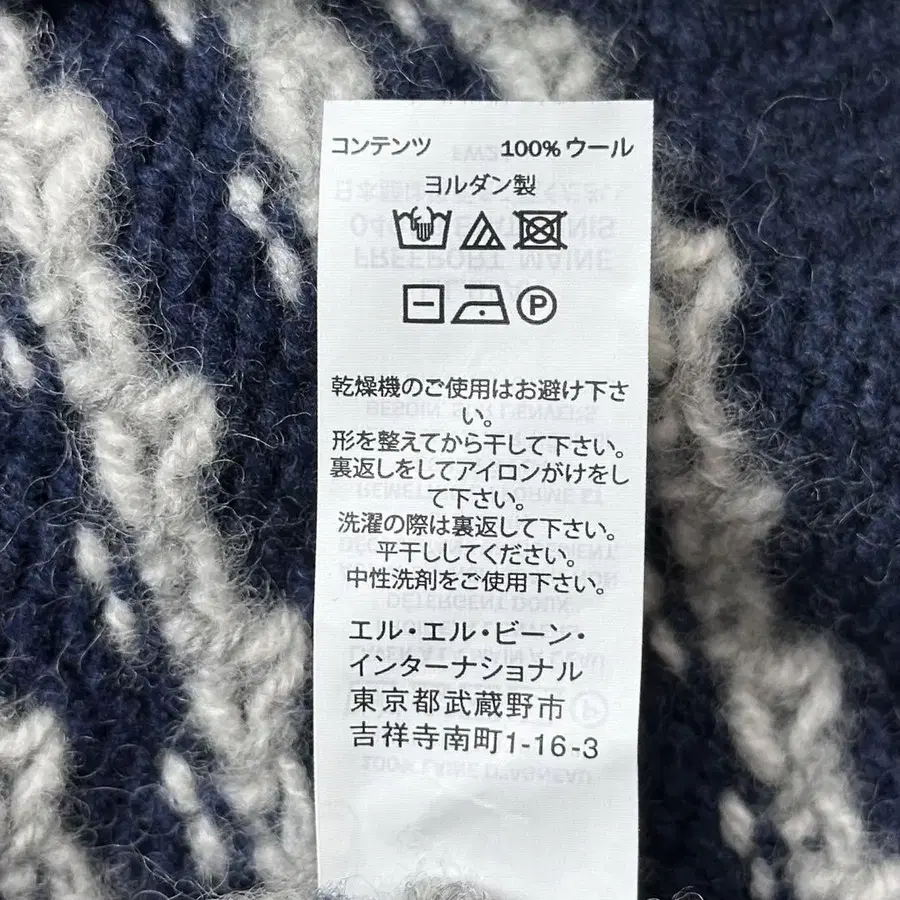 コンテンツ 100% ウール
ヨルダン製
P
乾燥機のご使用はお避け下さ
い。
形を整えてから干して下さい。
裏返しをしてアイロンがけをし
て下さい。
洗濯の際は裏返して下さい。
平干ししてください。
中性洗剤をご使用下さい。
エル・エル・ビーン・
インターナショナル
東京都武蔵野市
吉祥寺南町1-16-3